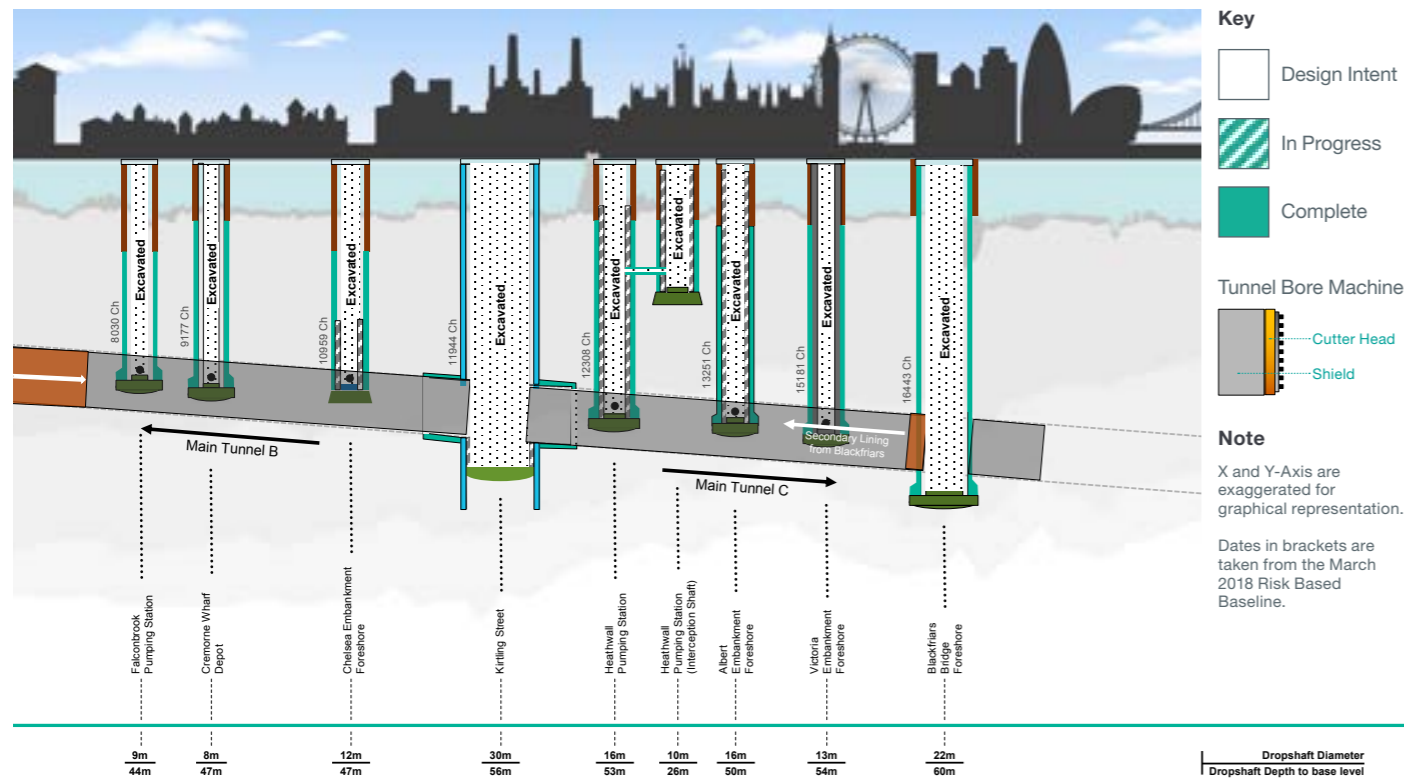 Key
Design Intent
In Progress
Complete
Tunnel Bore Machine
Cutter Head
Shield
Note
X and Y-Axis are
exaggerated for
graphical representation.
Dates in brackets are
taken from the March
2018 Risk Based
Baseline.
Excavated
Excavated
Excavated
Excavated
Excavated
Excavated
Excavated
Excavated
Excavated
8030 Ch
9177 Ch
10959 Ch
11944 Ch
12308 Ch
13251 Ch
15181 Ch
16443 Ch
Main Tunnel B
Main Tunnel C
Secondary Lining
from Blackfriars
Falconbrook
Pumping Station
Cremorne Wharf
Depot
Chelsea Embankment
Foreshore
Kirtling Street
Heathwall
Pumping Station
Heathwall
Pumping Station
(Interception Shaft)
Albert
Embankment
Foreshore
Victoria
Embankment
Foreshore
Blackfriars
Bridge
Foreshore
9m
44m
8m
47m
12m
47m
30m
56m
16m
53m
10m
26m
16m
50m
13m
54m
22m
60m
Dropshaft Diameter
Dropshaft Depth to base level